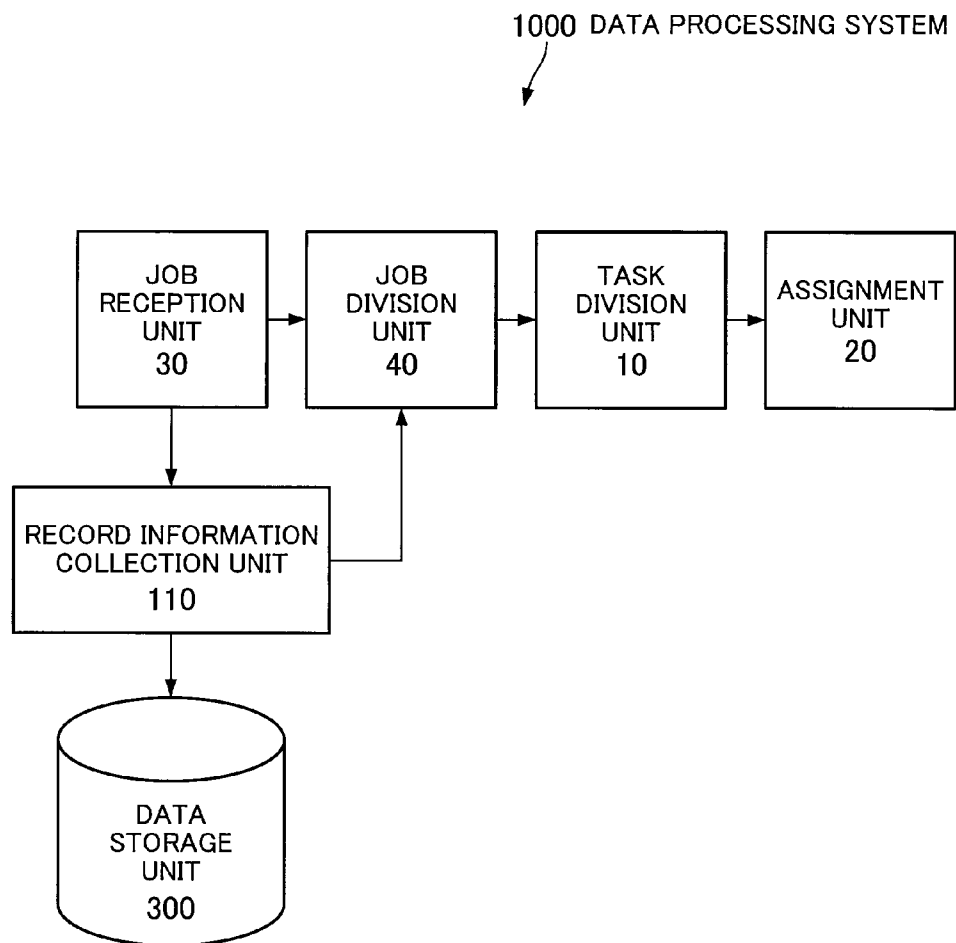 1000 DATA PROCESSING SYSTEM
JOB
RECEPTION
UNIT
30
JOB
DIVISION
UNIT
40
TASK
DIVISION
UNIT
10
ASSIGNMENT
UNIT
20
RECORD INFORMATION
COLLECTION UNIT
110
DATA
STORAGE
UNIT
300